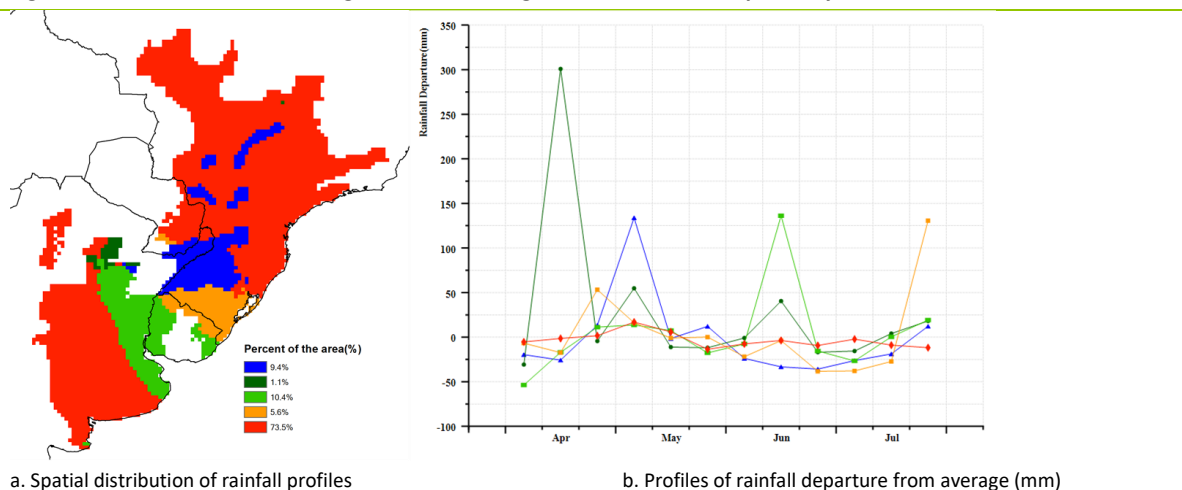 Percent of the area(%)
9.4%
1.1%
10.4%
5.6%
73.5%
Rainfall Departure(mm)
350
300
250
200
150
100
50
0
-50
-100
Apr
May
Jun
Jul
a. Spatial distribution of rainfall profiles
b. Profiles of rainfall departure from average (mm)